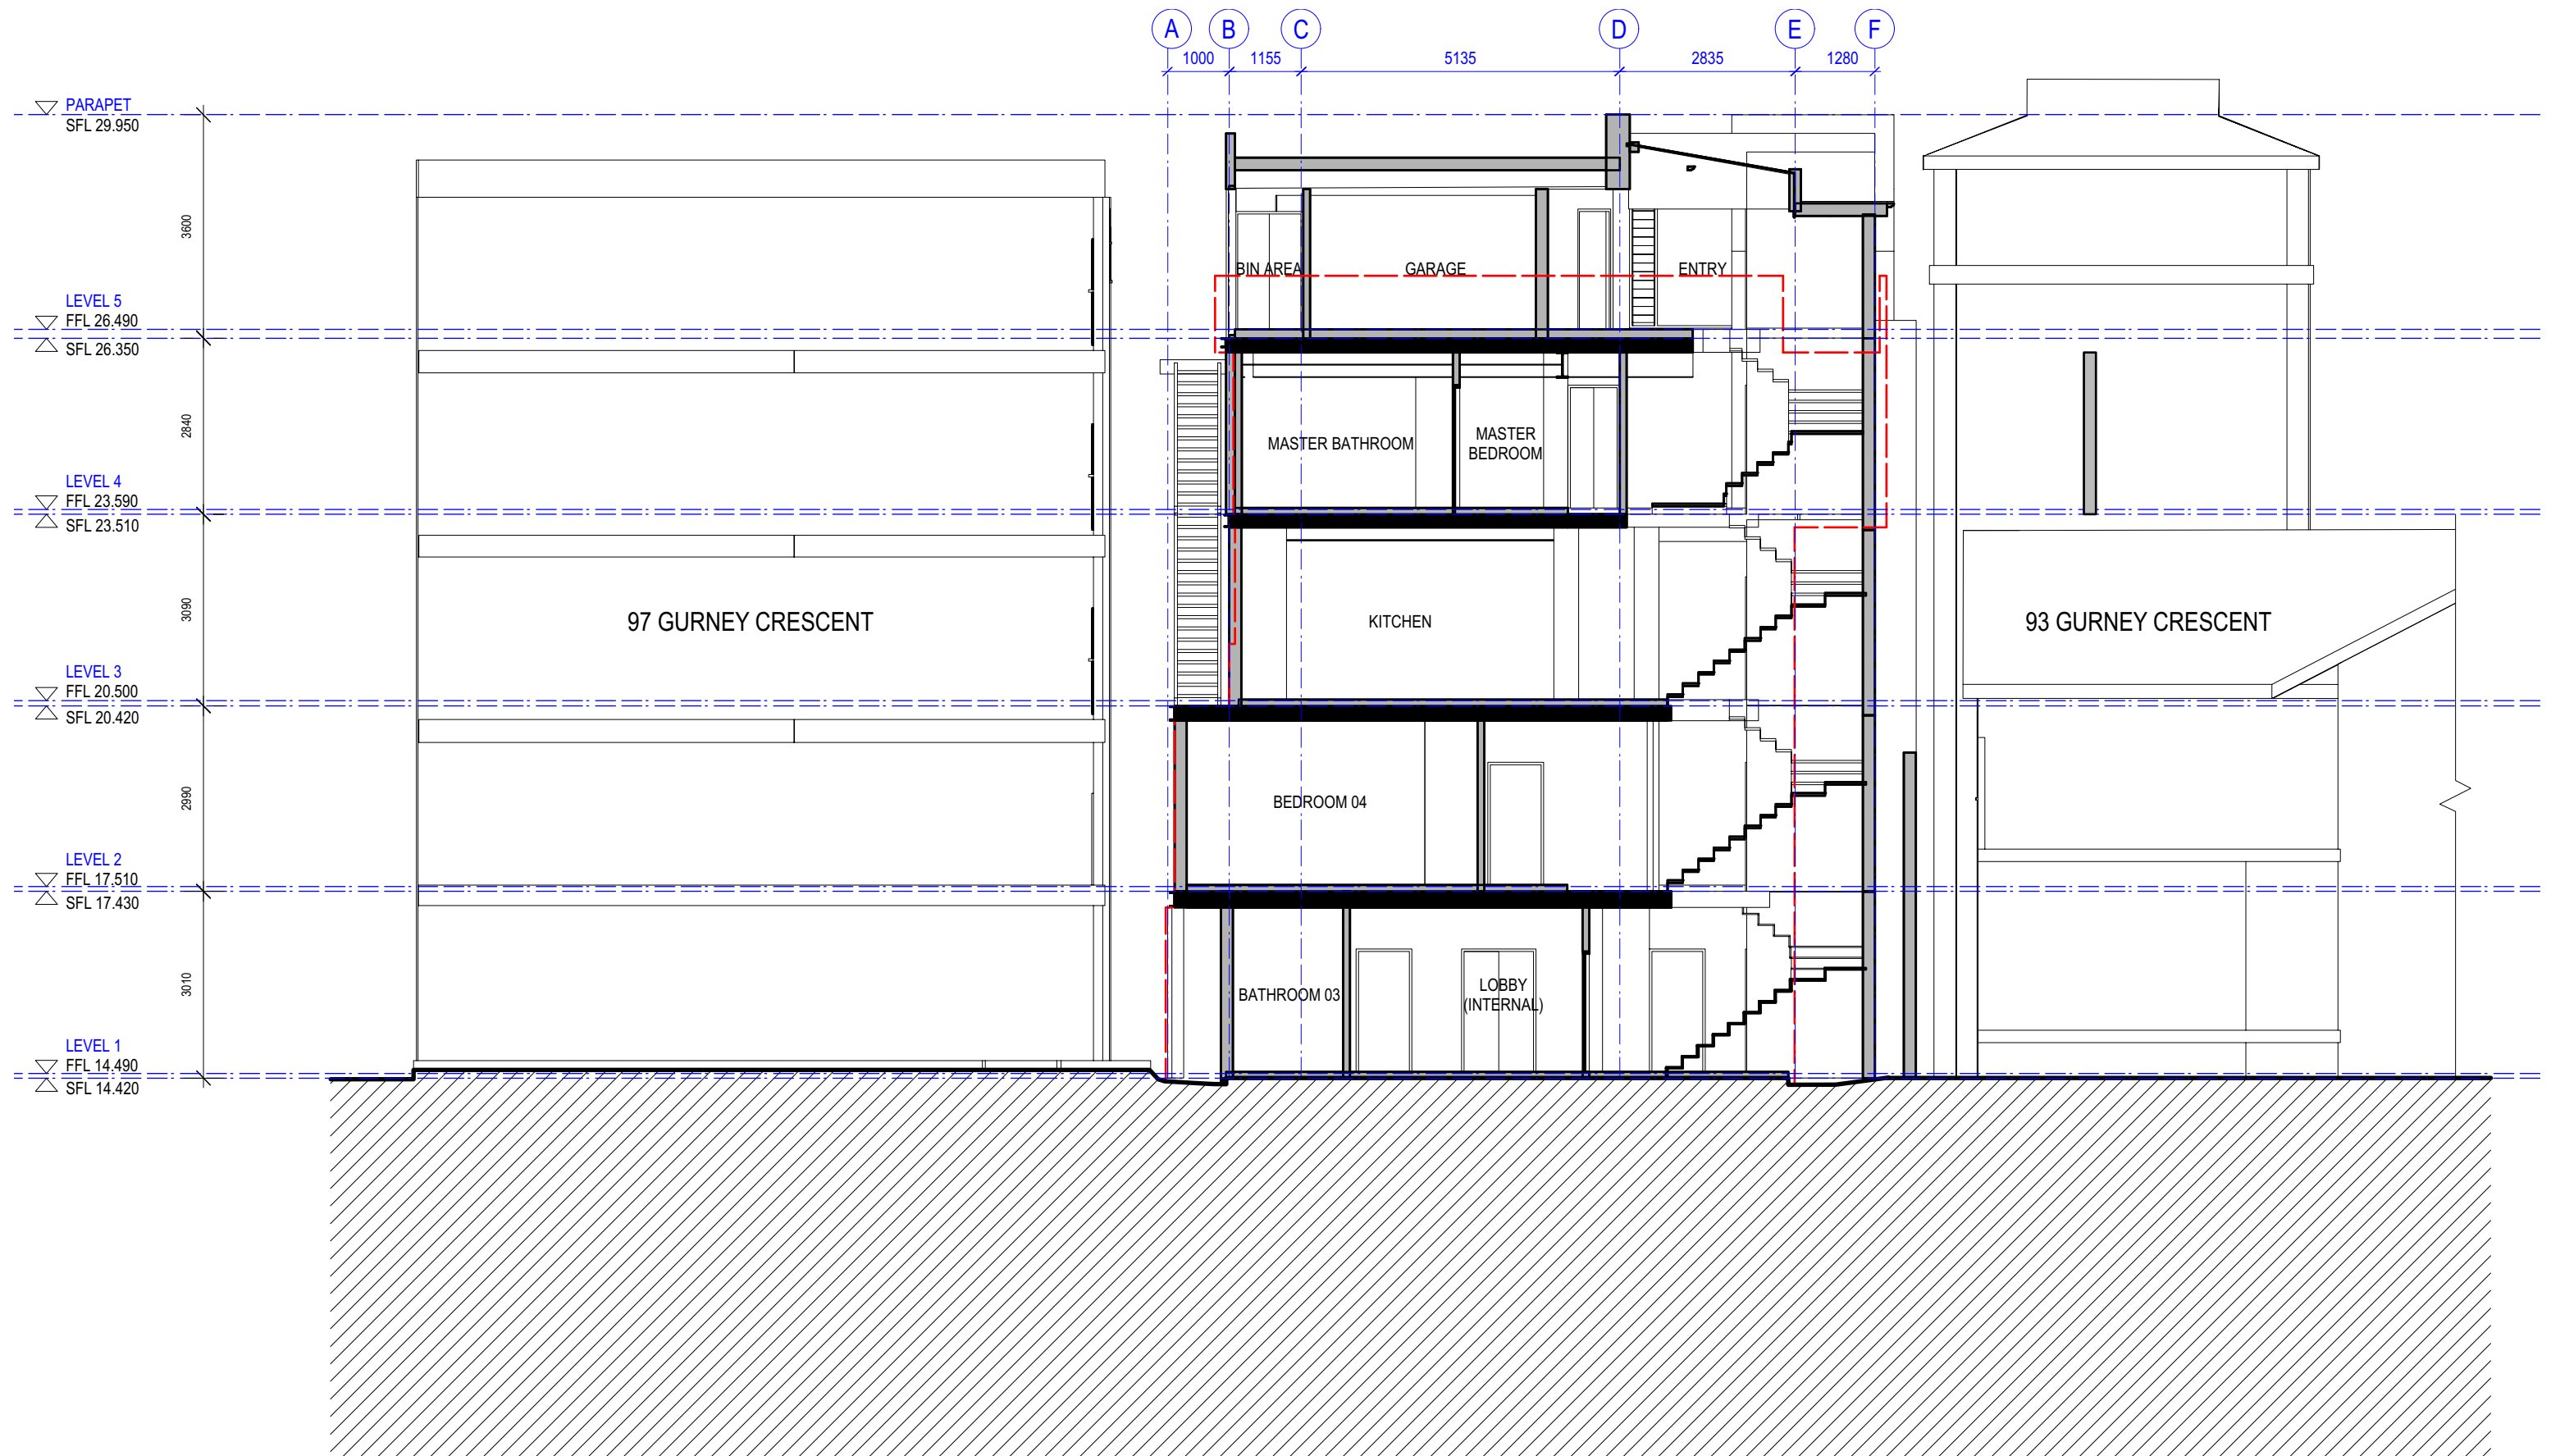 A B C D E F
1000 1155 5135 2835 1280
PARAPET
SFL 29.950
3600
BIN AREA GARAGE ENTRY
LEVEL 5
FFL 26.490
SFL 26.350
2840
MASTER BATHROOM
MASTER
BEDROOM
LEVEL 4
FFL 23.590
SFL 23.510
3090
97 GURNEY CRESCENT
KITCHEN
93 GURNEY CRESCENT
LEVEL 3
FFL 20.500
SFL 20.420
2990
BEDROOM 04
LEVEL 2
FFL 17.510
SFL 17.430
3010
BATHROOM 03
LOBBY
(INTERNAL)
LEVEL 1
FFL 14.490
SFL 14.420